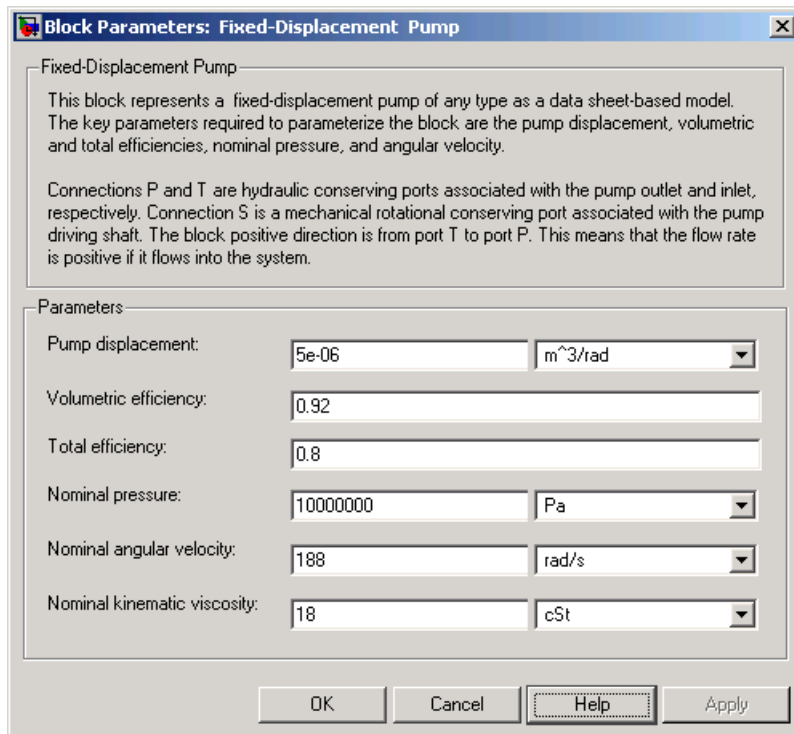 Block Parameters: Fixed-Displacement Pump
Fixed-Displacement Pump
This block represents a fixed-displacement pump of any type as a data sheet-based model.
The key parameters required to parameterize the block are the pump displacement, volumetric
and total efficiencies, nominal pressure, and angular velocity.
Connections P and T are hydraulic conserving ports associated with the pump outlet and inlet,
respectively. Connection S is a mechanical rotational conserving port associated with the pump
driving shaft. The block positive direction is from port T to port P. This means that the flow rate
is positive if it flows into the system.
Parameters
Pump displacement: 5e-06 m^3/rad
Volumetric efficiency: 0.92
Total efficiency: 0.8
Nominal pressure: 10000000 Pa
Nominal angular velocity: 188 rad/s
Nominal kinematic viscosity: 18 cSt
OK Cancel Help Apply